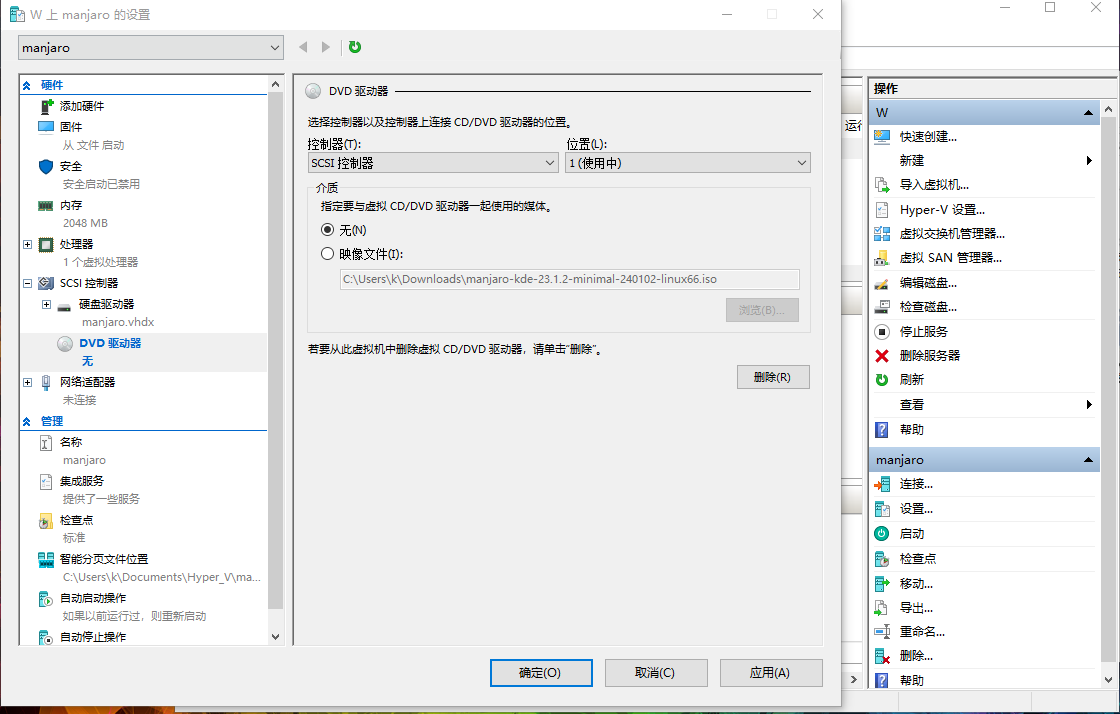 W 上 manjaro 的设置
manjaro
硬件
添加硬件
固件
从 文件 启动
安全
安全启动已禁用
内存
2048 MB
处理器
1 个虚拟处理器
SCSI 控制器
硬盘驱动器
manjaro.vhdx
DVD 驱动器
无
网络适配器
未连接
管理
名称
manjaro
集成服务
提供了一些服务
检查点
标准
智能分页文件位置
C:\Users\k\Documents\Hyper_V\ma...
自动启动操作
如果以前运行过，则重新启动
自动停止操作
DVD 驱动器
选择控制器以及控制器上连接 CD/DVD 驱动器的位置。
控制器(T):
位置(L):
SCSI 控制器
1 (使用中)
介质
指定要与虚拟 CD/DVD 驱动器一起使用的媒体。
无(N)
映像文件(I):
C:\Users\k\Downloads\manjaro-kde-23.1.2-minimal-240102-linux66.iso
浏览(B)...
若要从此虚拟机中删除虚拟 CD/DVD 驱动器，请单击“删除”。
删除(R)
确定(O)
取消(C)
应用(A)
运行
操作
W
快速创建...
新建
导入虚拟机...
Hyper-V 设置...
虚拟交换机管理器...
虚拟 SAN 管理器...
编辑磁盘...
检查磁盘...
停止服务
删除服务器
刷新
查看
帮助
manjaro
连接...
设置...
启动
检查点
移动...
导出...
重命名...
删除...
帮助